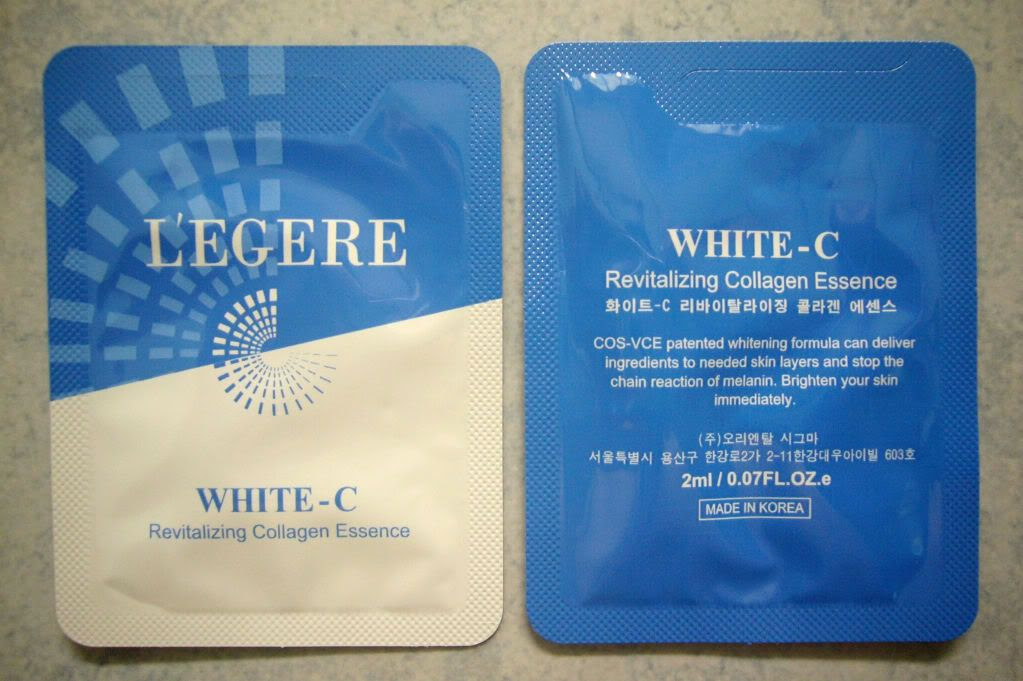 L'EGERE
WHITE-C
Revitalizing Collagen Essence
WHITE-C
Revitalizing Collagen Essence
화이트-C 리바이탈라이징 콜라겐 에센스
COS-VCE patented whitening formula can deliver
ingredients to needed skin layers and stop the
chain reaction of melanin. Brighten your skin
immediately.
(주)오리엔탈 시그마
서울특별시 용산구 한강로2가 2-11한강대우아이빌 603호
2ml / 0.07FL.OZ.e
MADE IN KOREA